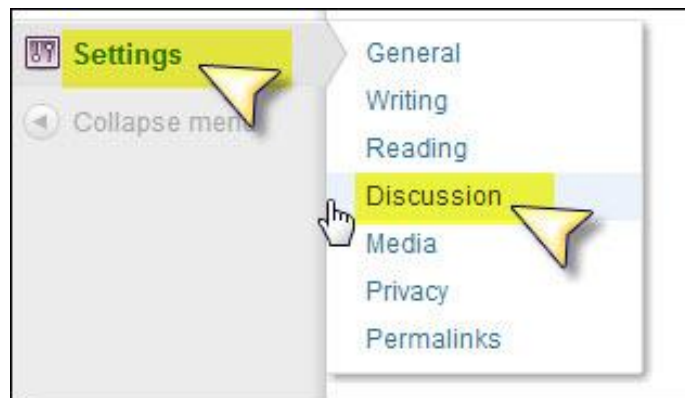 Settings
Collapse menu
General
Writing
Reading
Discussion
Media
Privacy
Permalinks